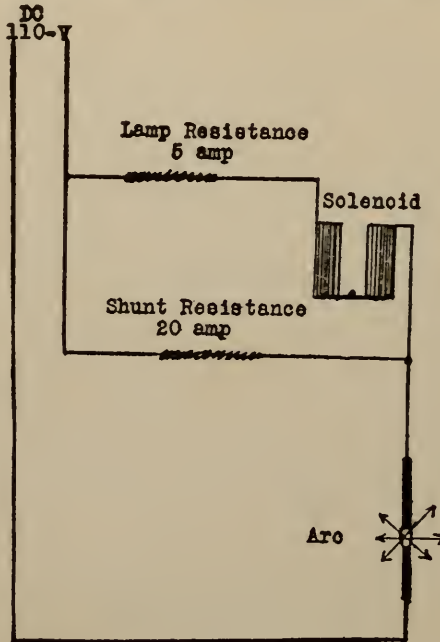 DC
110-V
Lamp Resistance
5 amp
Solenoid
Shunt Resistance
20 amp
Arc